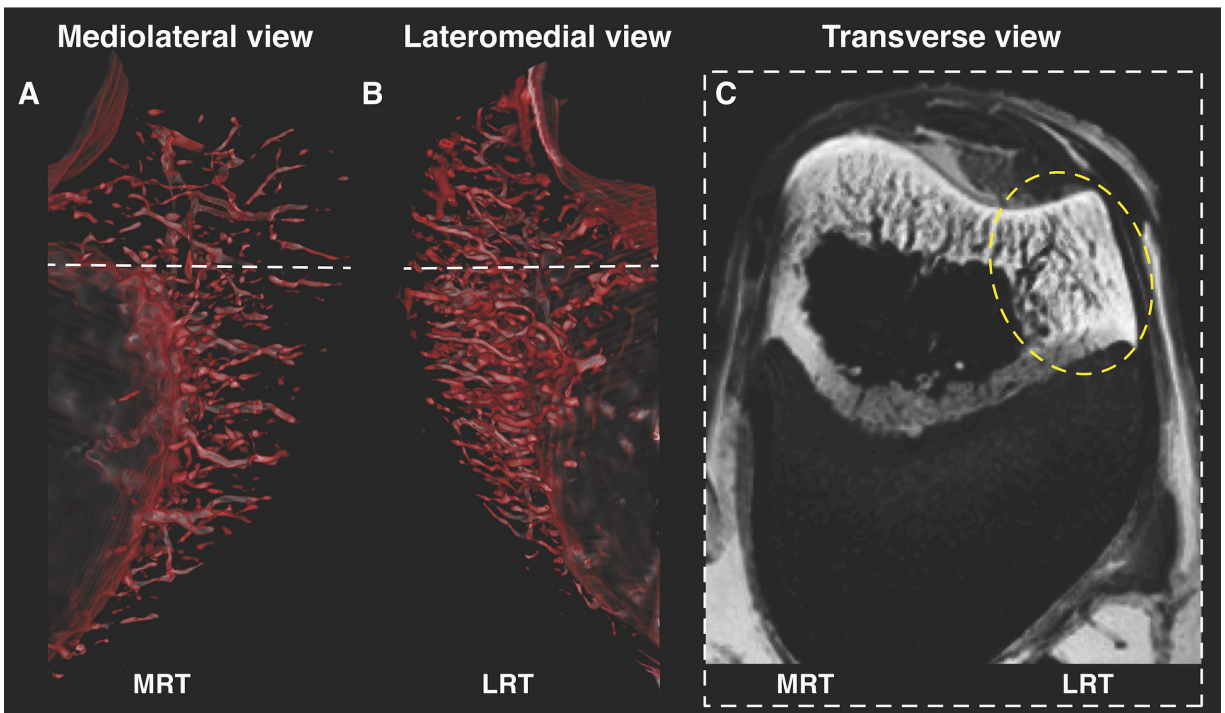 Mediolateral view
Lateromedial view
Transverse view
A
B
C
MRT
LRT
MRT
LRT